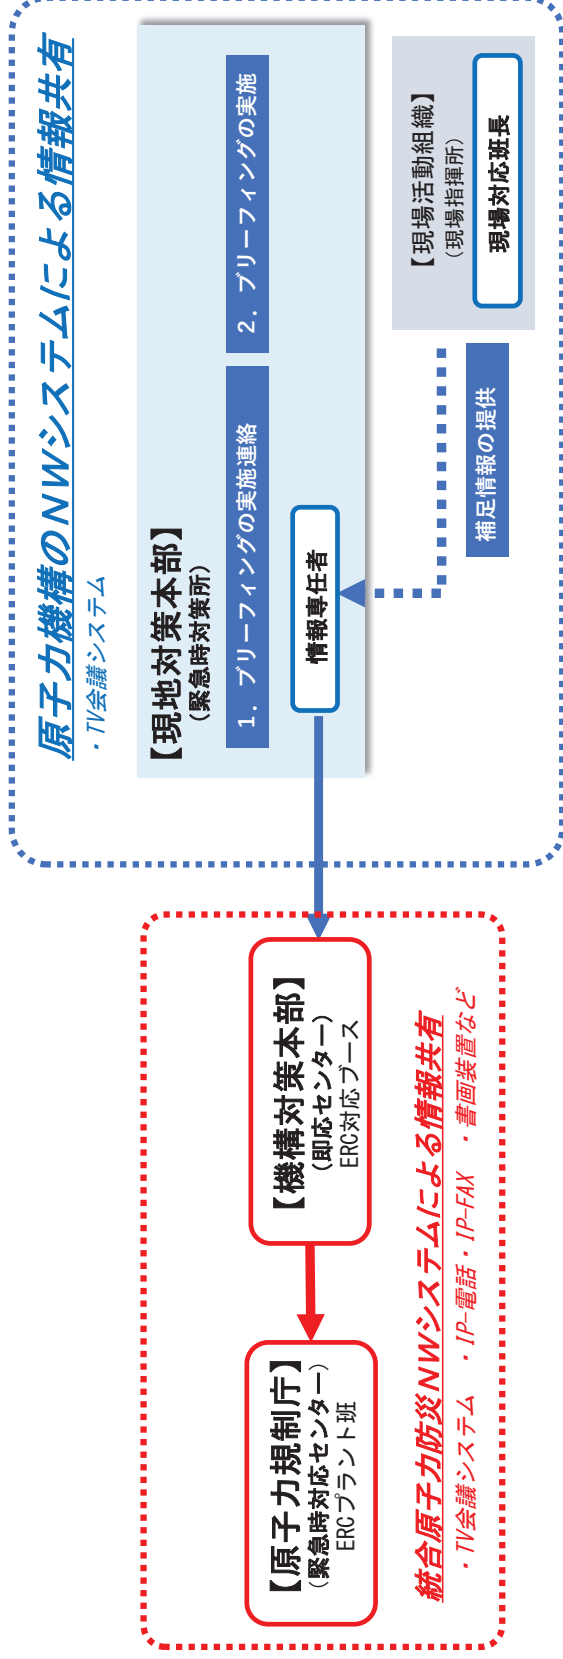 原子力機構のNWシステムによる情報共有
・TV会議システム
【現地対策本部】
（緊急時対策所）
1．ブリーフィングの実施連絡
2．ブリーフィングの実施
情報専任者
【現場活動組織】
（現場指揮所）
現場対応班長
補足情報の提供
【機構対策本部】
（即応センター）
ERC対応ブース
【原子力規制庁】
（緊急時対応センター）
ERCプラント班
統合原子力防災NWシステムによる情報共有
・TV会議システム　・IP-電話・IP-FAX　・書画装置など